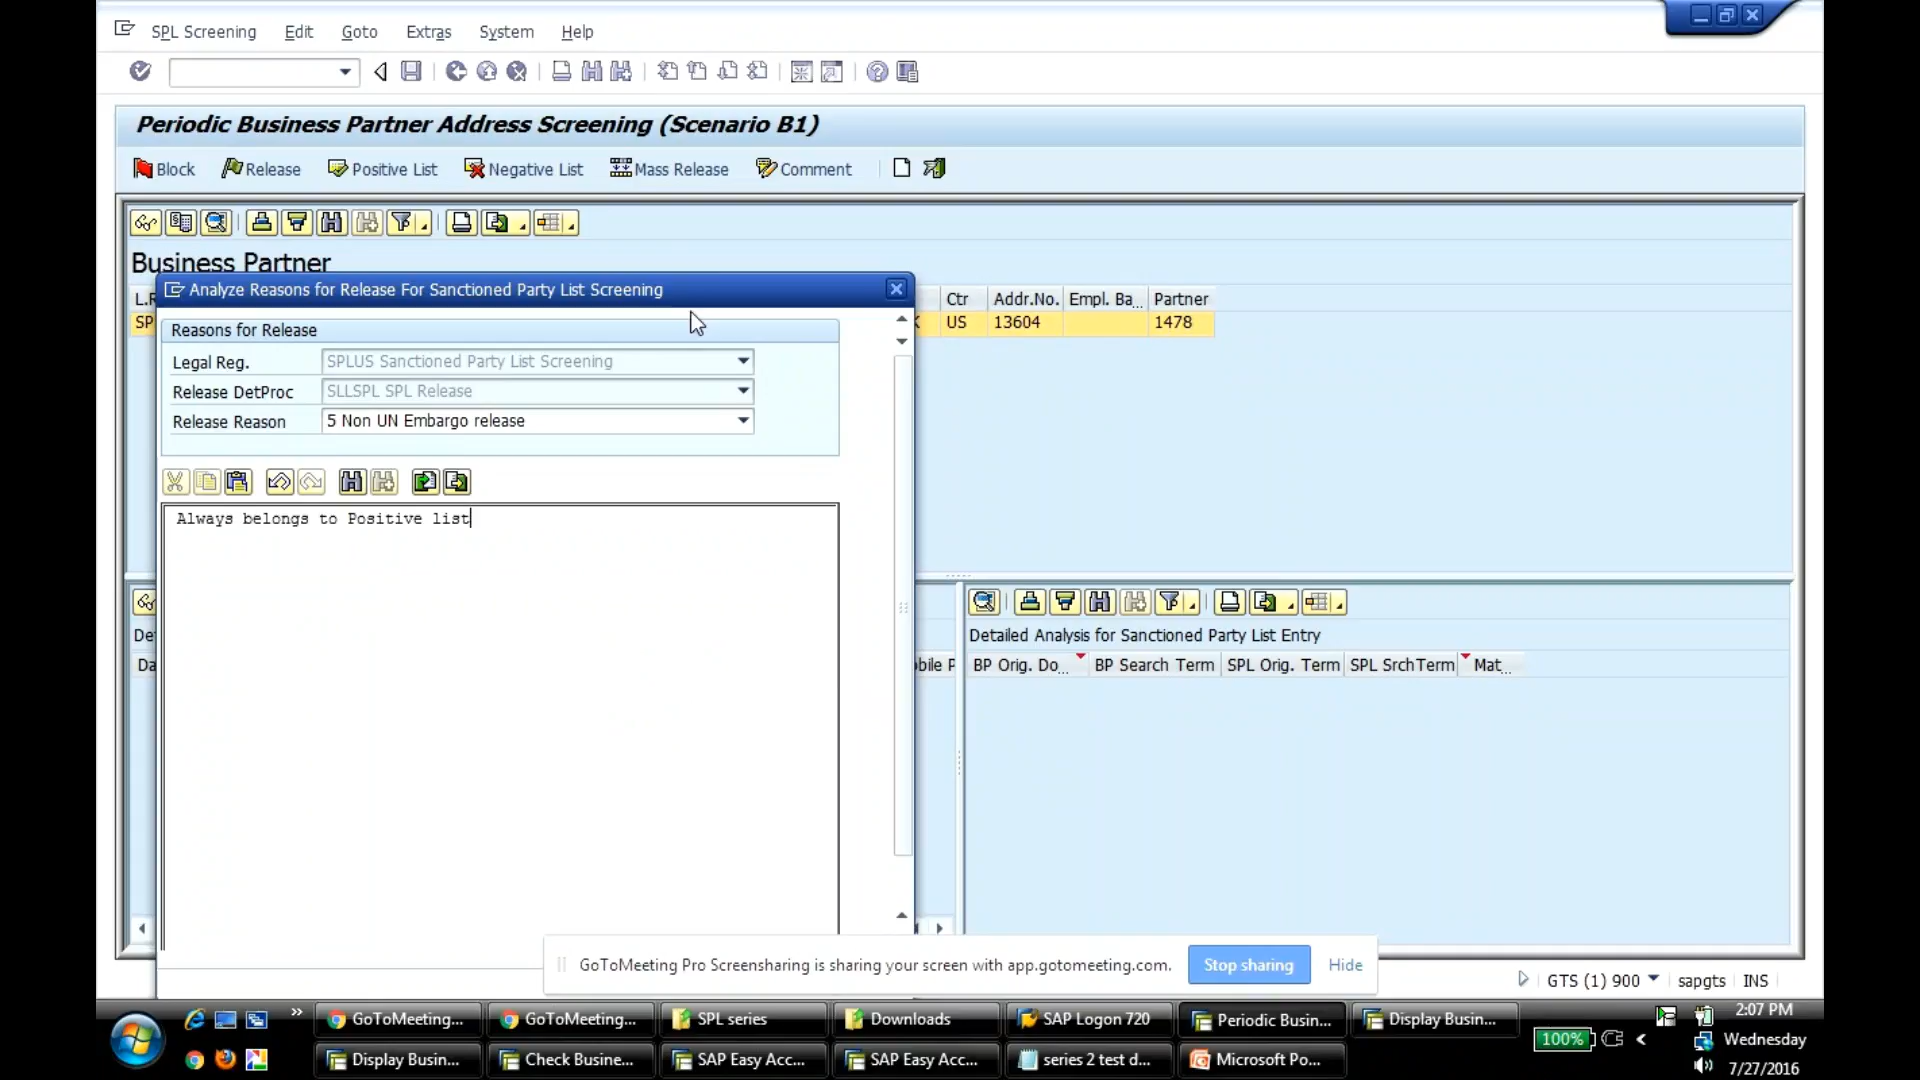 SPL Screening Edit Goto Extras System Help
Periodic Business Partner Address Screening (Scenario B1)
Block Release Positive List Negative List Mass Release Comment
Business Partner
Analyze Reasons for Release For Sanctioned Party List Screening
L.R Ctr Addr.No. Empl. Ba... Partner
SP US 13604 1478
Reasons for Release
Legal Reg. SPLUS Sanctioned Party List Screening
Release DetProc SLLSPL SPL Release
Release Reason 5 Non UN Embargo release
Always belongs to Positive list
De Detailed Analysis for Sanctioned Party List Entry
Da bile P BP Orig. Do... BP Search Term SPL Orig. Term SPL SrchTerm Mat...
GoToMeeting Pro Screensharing is sharing your screen with app.gotomeeting.com. Stop sharing Hide
GTS (1) 900 sapgts INS
GoToMeeting... GoToMeeting... SPL series Downloads SAP Logon 720 Periodic Busin... Display Busin... 2:07 PM
100% Wednesday
Display Busin... Check Busine... SAP Easy Acc... SAP Easy Acc... series 2 test d... Microsoft Po... 7/27/2016